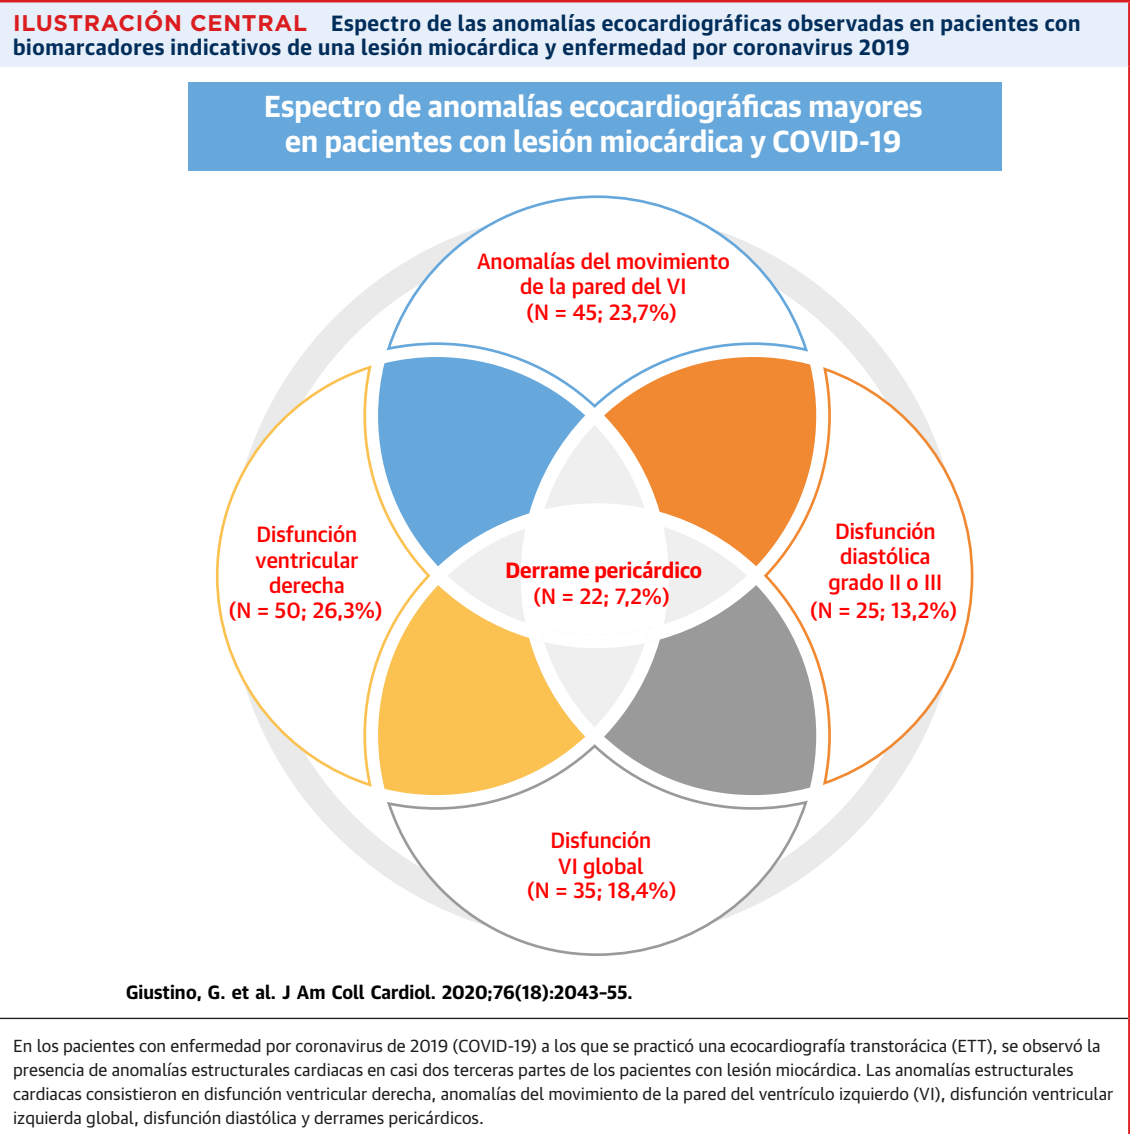 ILUSTRACIÓN CENTRAL Espectro de las anomalías ecocardiográficas observadas en pacientes con
biomarcadores indicativos de una lesión miocárdica y enfermedad por coronavirus 2019
Espectro de anomalías ecocardiográficas mayores
en pacientes con lesión miocárdica y COVID-19
Anomalías del movimiento
de la pared del VI
(N = 45; 23,7%)
Disfunción
ventricular
derecha
(N = 50; 26,3%)
Derrame pericárdico
(N = 22; 7,2%)
Disfunción
diastólica
grado II o III
(N = 25; 13,2%)
Disfunción
VI global
(N = 35; 18,4%)
Giustino, G. et al. J Am Coll Cardiol. 2020;76(18):2043-55.
En los pacientes con enfermedad por coronavirus de 2019 (COVID-19) a los que se practicó una ecocardiografía transtorácica (ETT), se observó la
presencia de anomalías estructurales cardiacas en casi dos terceras partes de los pacientes con lesión miocárdica. Las anomalías estructurales
cardiacas consistieron en disfunción ventricular derecha, anomalías del movimiento de la pared del ventrículo izquierdo (VI), disfunción ventricular
izquierda global, disfunción diastólica y derrames pericárdicos.